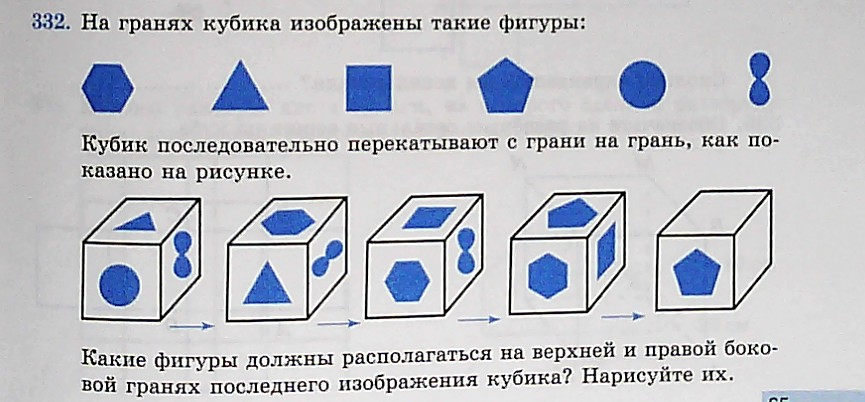 332. На гранях кубика изображены такие фигуры:
Кубик последовательно перекатывают с грани на грань, как по-
казано на рисунке.
Какие фигуры должны располагаться на верхней и правой боко-
вой гранях последнего изображения кубика? Нарисуйте их.